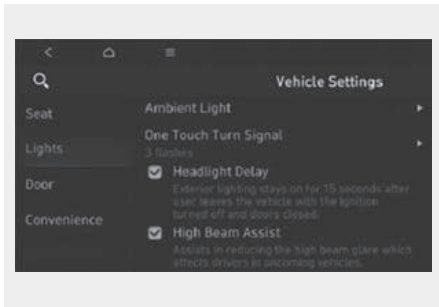 Vehicle Settings
Seat
Lights
Door
Convenience
Ambient Light
One Touch Turn Signal
3 flashes
Headlight Delay
Exterior lighting stays on for 15 seconds after
user leaves the vehicle with the ignition
turned off and doors closed.
High Beam Assist
Assists in reducing the high beam glare which
affects drivers in oncoming vehicles.